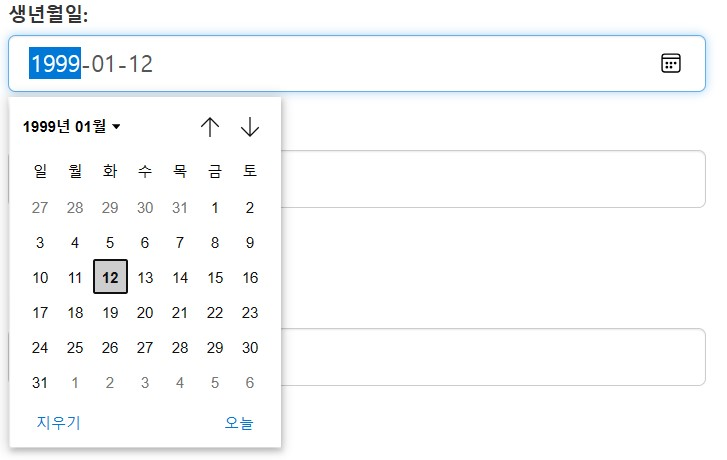 생년월일:
1999-01-12
1999년 01월
일 월 화 수 목 금 토
27 28 29 30 31 1 2
3 4 5 6 7 8 9
10 11 12 13 14 15 16
17 18 19 20 21 22 23
24 25 26 27 28 29 30
31 1 2 3 4 5 6
지우기 오늘